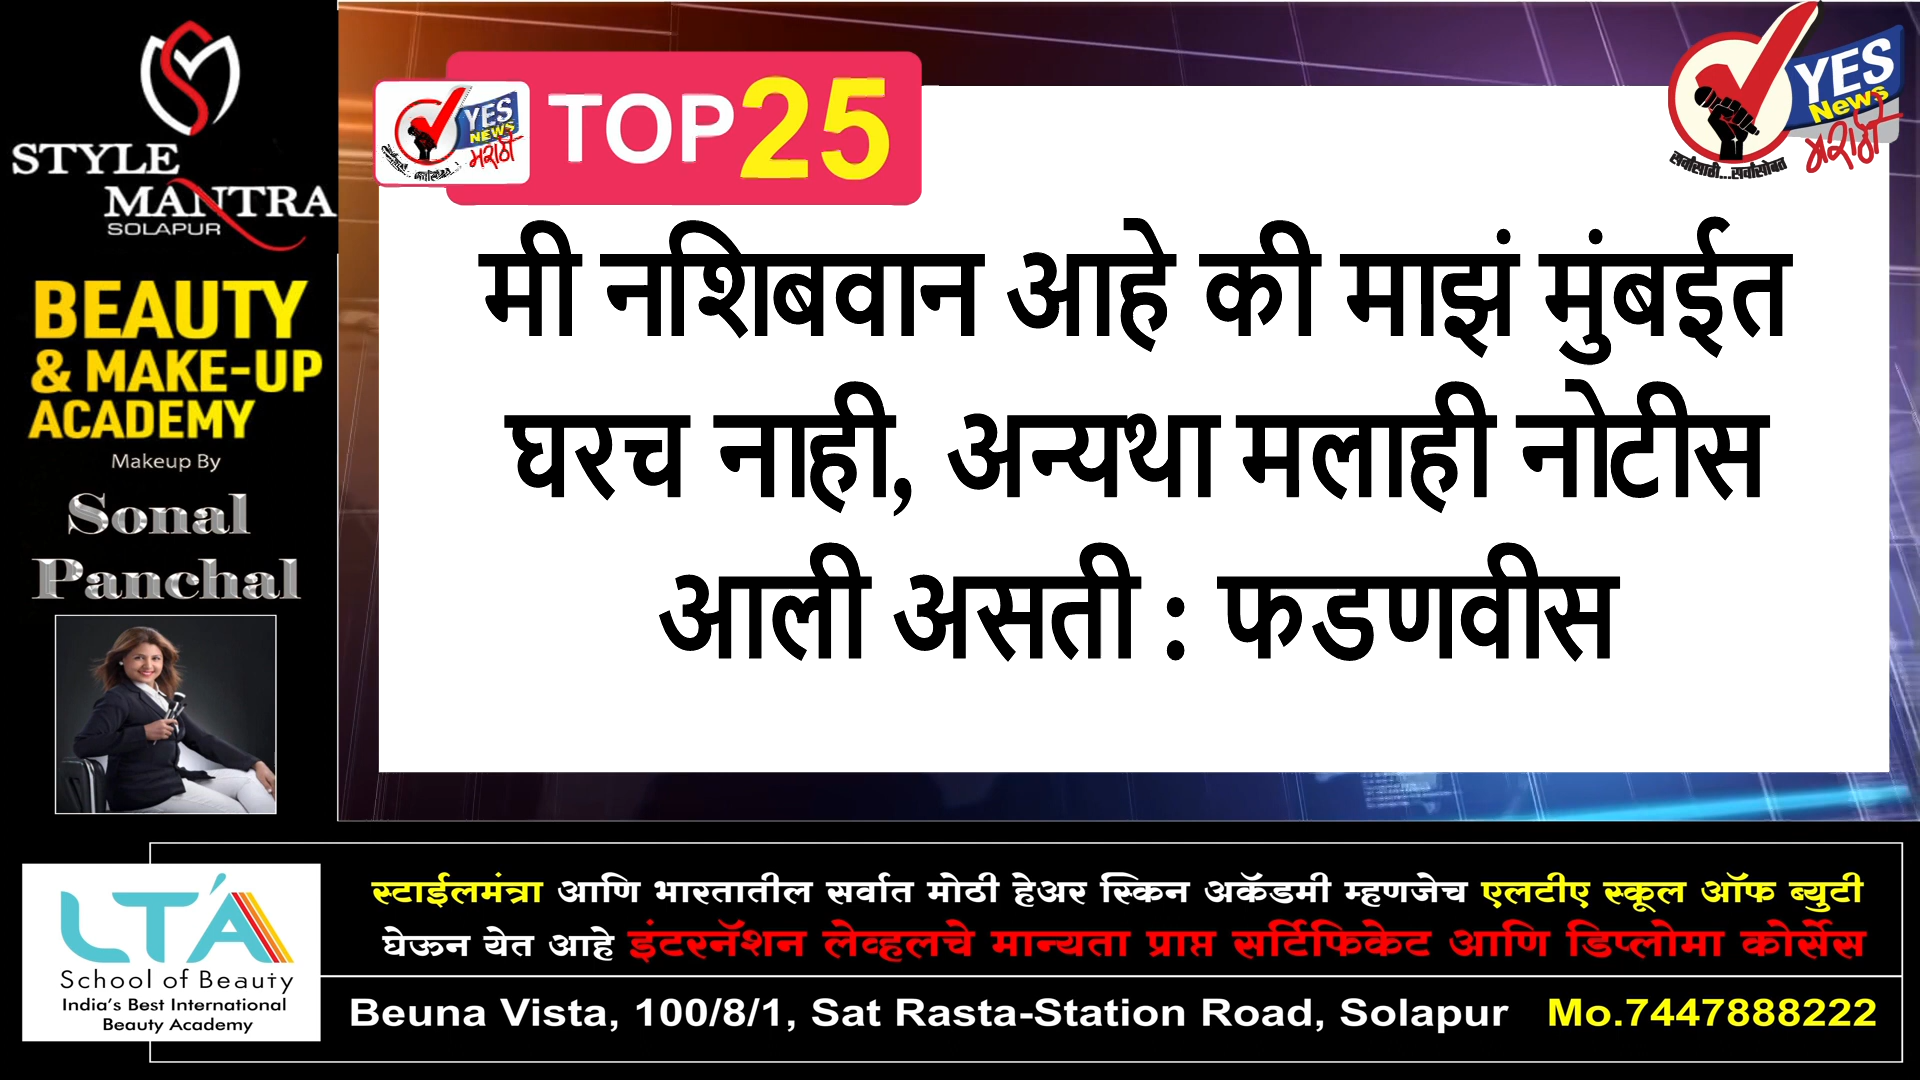 STYLE
MANTRA
SOLAPUR
BEAUTY
& MAKE-UP
ACADEMY
Makeup By
Sonal
Panchal
YES
NEWS
मराठी
TOP25
YES
News
मराठी
सर्वांसाठी...सर्वांसोबत
मी नशिबवान आहे की माझं मुंबईत
घरच नाही, अन्यथा मलाही नोटीस
आली असती : फडणवीस
LTA
School of Beauty
India's Best International
Beauty Academy
स्टाईलमंत्रा आणि भारतातील सर्वात मोठी हेअर स्किन अकॅडमी म्हणजेच एलटीए स्कूल ऑफ ब्युटी
घेऊन येत आहे इंटरनॅशन लेव्हलचे मान्यता प्राप्त सर्टिफिकेट आणि डिप्लोमा कोर्सेस
Beuna Vista, 100/8/1, Sat Rasta-Station Road, Solapur Mo.7447888222